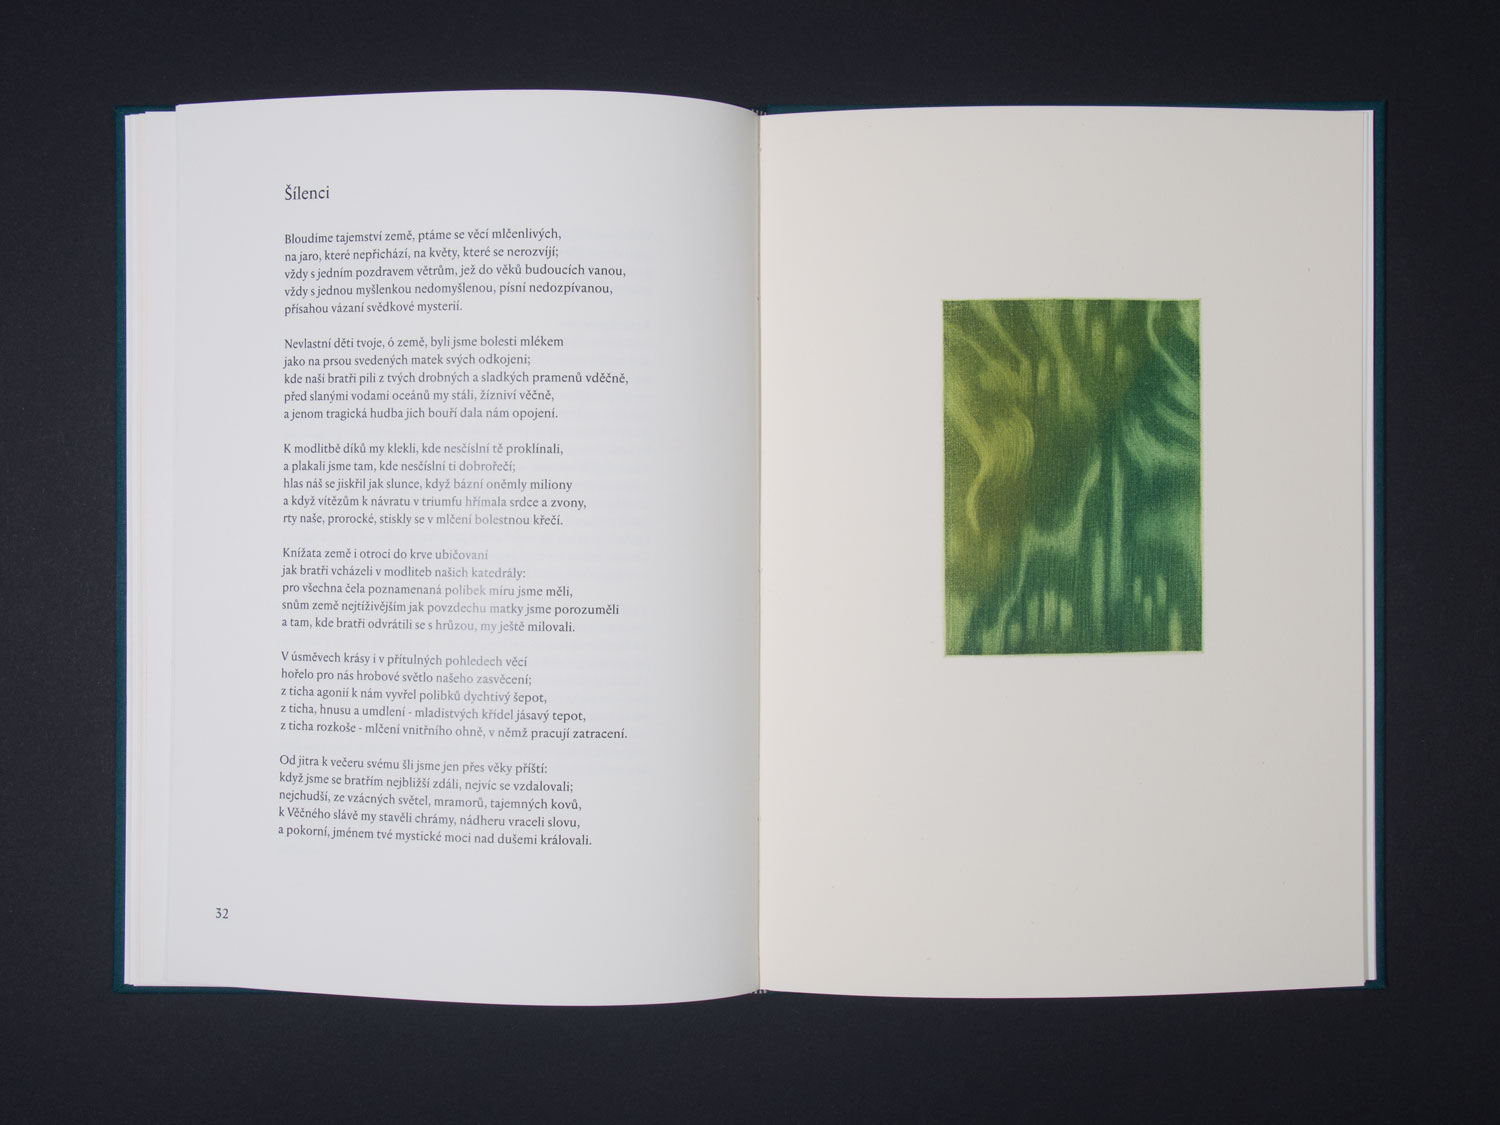 Šílenci
Bloudíme tajemství země, ptáme se věcí mlčenlivých,
na jaro, které nepřichází, na květy, které se nerozvíjí;
vždy s jedním pozdravem větrům, jež do věků budoucích vanou,
vždy s jednou myšlenkou nedomyšlenou, písní nedozpívanou,
přísahou vázaní svědkové mysterií.
Nevlastní děti tvoje, ó země, byli jsme bolesti mlékem
jako na prsou svedených matek svých odkojeni;
kde naši bratři pili z tvých drobných a sladkých pramenů vděčně,
před slanými vodami oceánů my stáli, žízniví věčně,
a jenom tragická hudba jich bouří dala nám opojení.
K modlitbě díků my klekli, kde nesčíslní tě proklínali,
a plakali jsme tam, kde nesčíslní ti dobrořečí;
hlas náš se jiskřil jak slunce, když bázní oněmly miliony
a když vítězům k návratu v triumfu hřímala srdce a zvony,
rty naše, prorocké, stiskly se v mlčení bolestnou křečí.
Knížata země i otroci do krve ubičovaní
jak bratři vcházeli v modliteb našich katedrály:
pro všechna čela poznamenaná polibek míru jsme měli,
snům země nejtíživějším jak povzdechu matky jsme porozuměli
a tam, kde bratři odvrátili se s hrůzou, my ještě milovali.
V úsměvech krásy i v přítulných pohledech věcí
hořelo pro nás hrobové světlo našeho zasvěcení;
z ticha agonií k nám vyvřel polibků dychtivý šepot,
z ticha, hnusu a umdlení - mladistvých křídel jásavý tepot,
z ticha rozkoše - mlčení vnitřního ohně, v němž pracují zatracení.
Od jitra k večeru svému šli jsme jen přes věky příští:
když jsme se bratřím nejbližší zdáli, nejvíc se vzdalovali;
nejchudší, ze vzácných světel, mramorů, tajemných kovů,
k Věčného slávě my stavěli chrámy, nádheru vraceli slovu,
a pokorní, jménem tvé mystické moci nad dušemi královali.
32